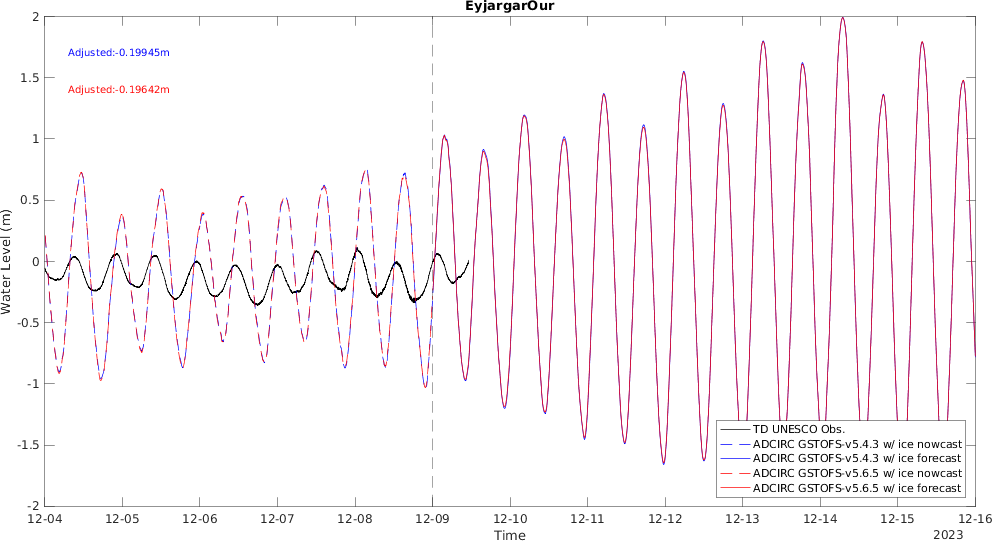 EyjargarOur
Adjusted:-0.19945m
Adjusted:-0.19642m
Water Level (m)
2
1.5
1
0.5
0
-0.5
-1
-1.5
-2
TD UNESCO Obs.
ADCIRC GSTOFS-v5.4.3 w/ ice nowcast
ADCIRC GSTOFS-v5.4.3 w/ ice forecast
ADCIRC GSTOFS-v5.6.5 w/ ice nowcast
ADCIRC GSTOFS-v5.6.5 w/ ice forecast
12-04 12-05 12-06 12-07 12-08 12-09 12-10 12-11 12-12 12-13 12-14 12-15 12-16
Time
2023